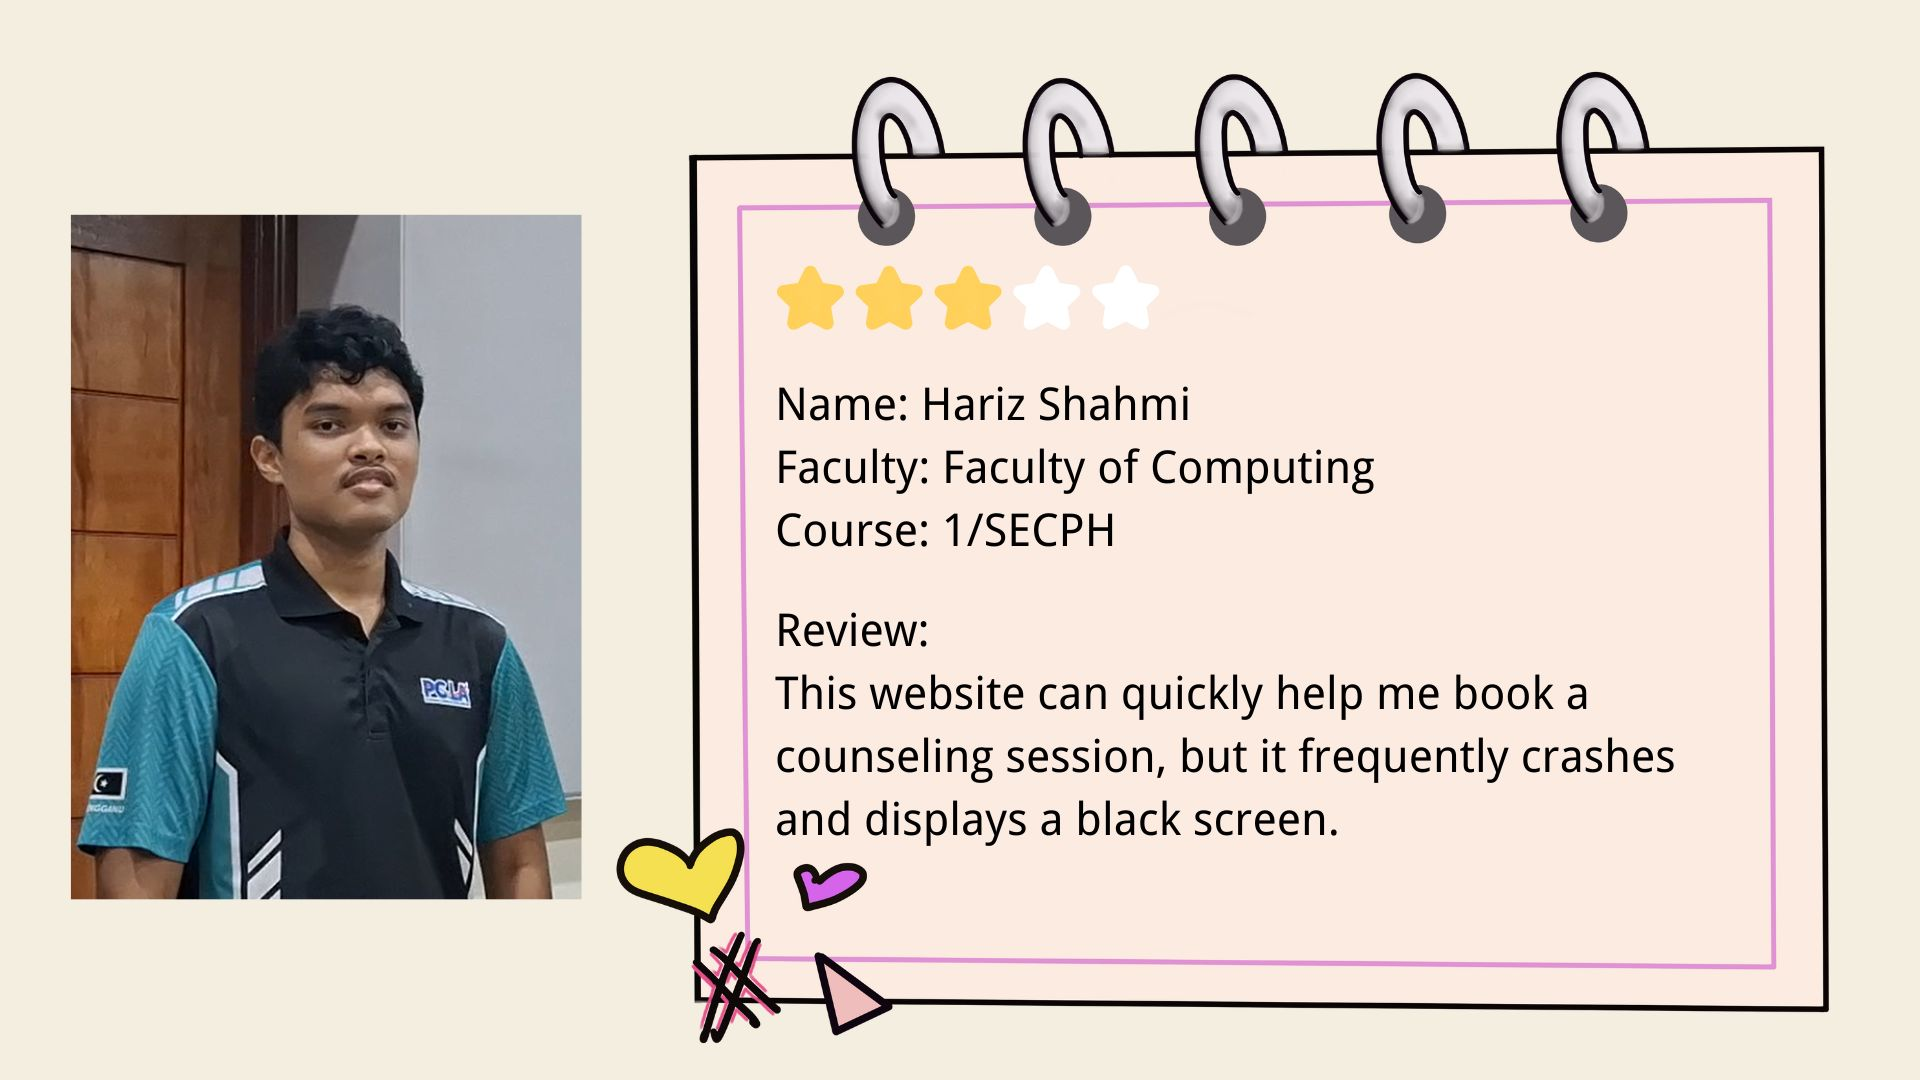 Name: Hariz Shahmi
Faculty: Faculty of Computing
Course: 1/SECPH
Review:
This website can quickly help me book a
counseling session, but it frequently crashes
and displays a black screen.